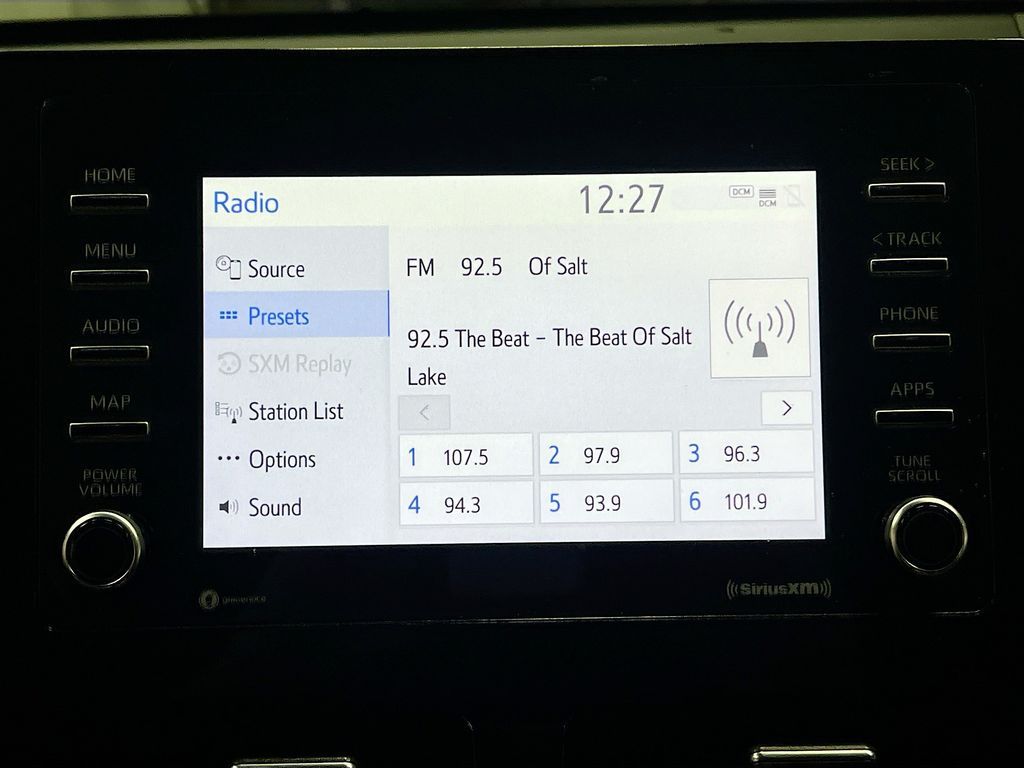 HOME
MENU
AUDIO
MAP
POWER
VOLUME
Radio 12:27 DCM DCM
Source
Presets
SXM Replay
Station List
Options
Sound
FM 92.5 Of Salt
92.5 The Beat – The Beat Of Salt
Lake
< >
1 107.5 2 97.9 3 96.3
4 94.3 5 93.9 6 101.9
SEEK >
< TRACK
PHONE
APPS
TUNE
SCROLL
gracenote
SiriusXM